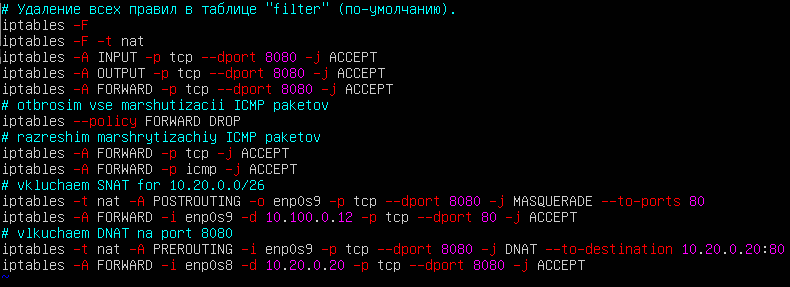 # Удаление всех правил в таблице "filter" (по-умолчанию).
iptables -F
iptables -F -t nat
iptables -A INPUT -p tcp --dport 8080 -j ACCEPT
iptables -A OUTPUT -p tcp --dport 8080 -j ACCEPT
iptables -A FORWARD -p tcp --dport 8080 -j ACCEPT
# otbrosim vse marshutizacii ICMP paketov
iptables --policy FORWARD DROP
# razreshim marshrytizachiy ICMP paketov
iptables -A FORWARD -p tcp -j ACCEPT
iptables -A FORWARD -p icmp -j ACCEPT
# vkluchaem SNAT for 10.20.0.0/26
iptables -t nat -A POSTROUTING -o enp0s9 -p tcp --dport 8080 -j MASQUERADE --to-ports 80
iptables -A FORWARD -i enp0s9 -d 10.100.0.12 -p tcp --dport 80 -j ACCEPT
# vlkuchaem DNAT na port 8080
iptables -t nat -A PREROUTING -i enp0s9 -p tcp --dport 8080 -j DNAT --to-destination 10.20.0.20:80
iptables -A FORWARD -i enp0s8 -d 10.20.0.20 -p tcp --dport 8080 -j ACCEPT
~